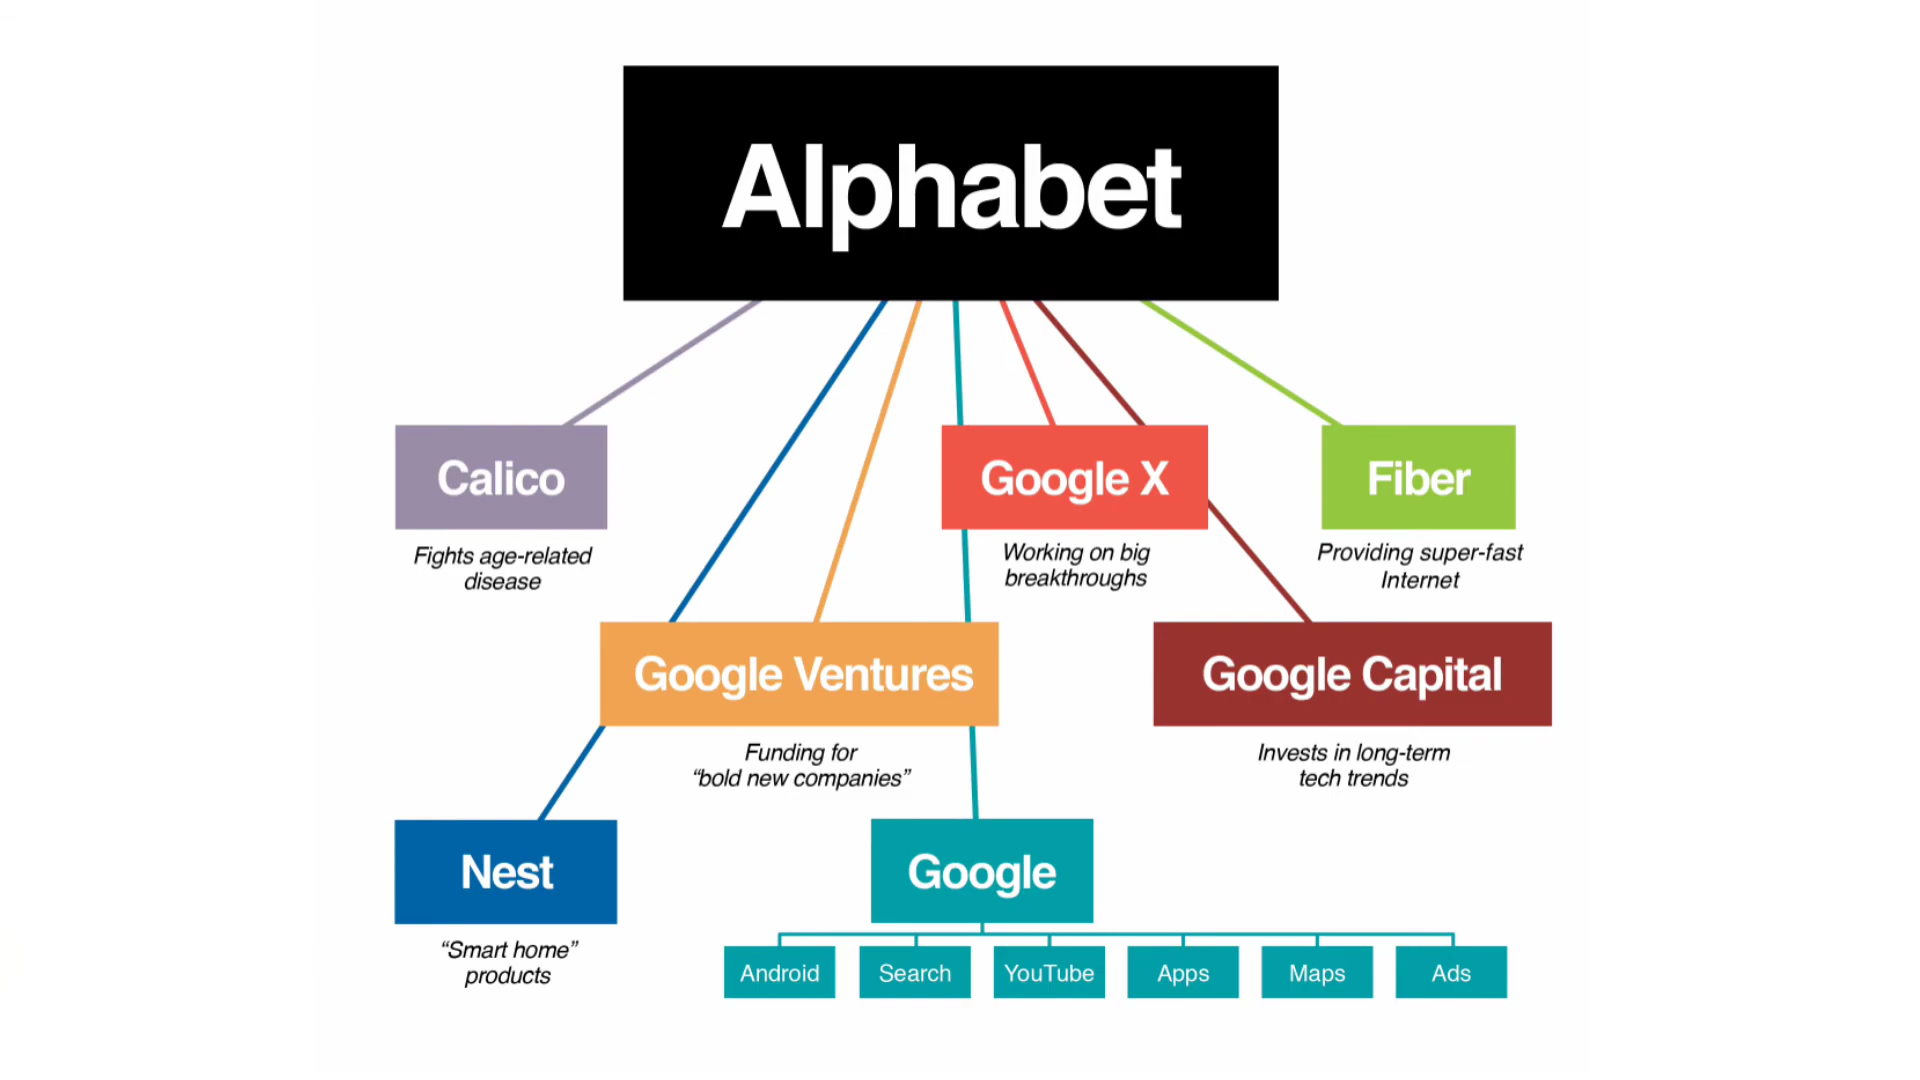 Alphabet
Calico
Fights age-related
disease
Google X
Working on big
breakthroughs
Fiber
Providing super-fast
Internet
Google Ventures
Funding for
“bold new companies”
Google Capital
Invests in long-term
tech trends
Nest
“Smart home”
products
Google
Android
Search
YouTube
Apps
Maps
Ads